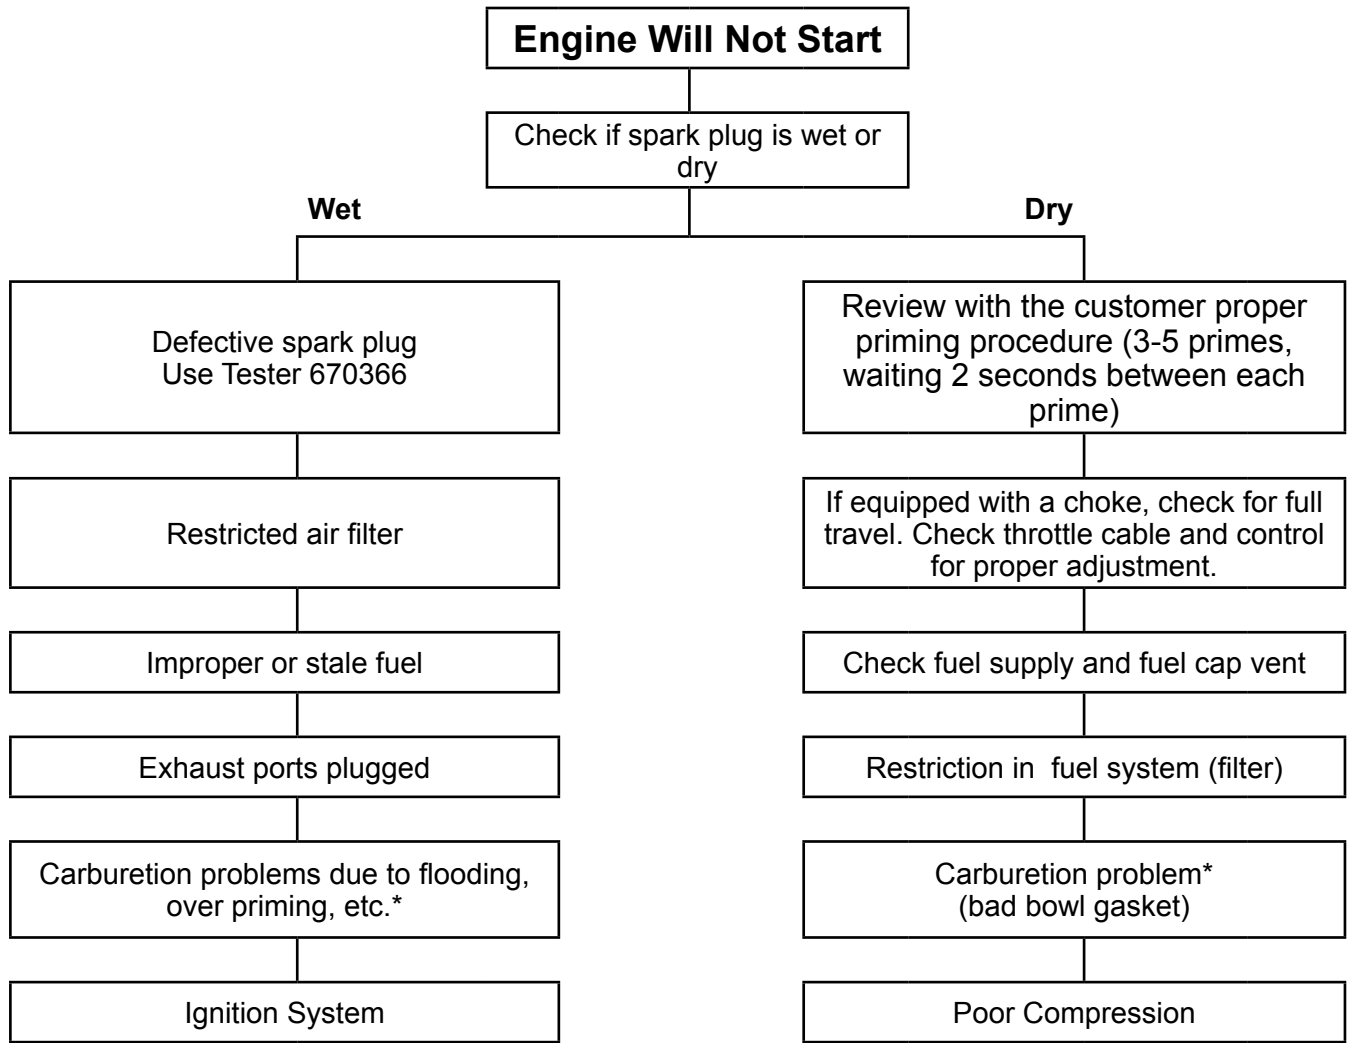 Engine Will Not Start
Check if spark plug is wet or
dry
Wet
Dry
Defective spark plug
Use Tester 670366
Restricted air filter
Improper or stale fuel
Exhaust ports plugged
Carburetion problems due to flooding,
over priming, etc.*
Ignition System
Review with the customer proper
priming procedure (3-5 primes,
waiting 2 seconds between each
prime)
If equipped with a choke, check for full
travel. Check throttle cable and control
for proper adjustment.
Check fuel supply and fuel cap vent
Restriction in  fuel system (filter)
Carburetion problem*
(bad bowl gasket)
Poor Compression